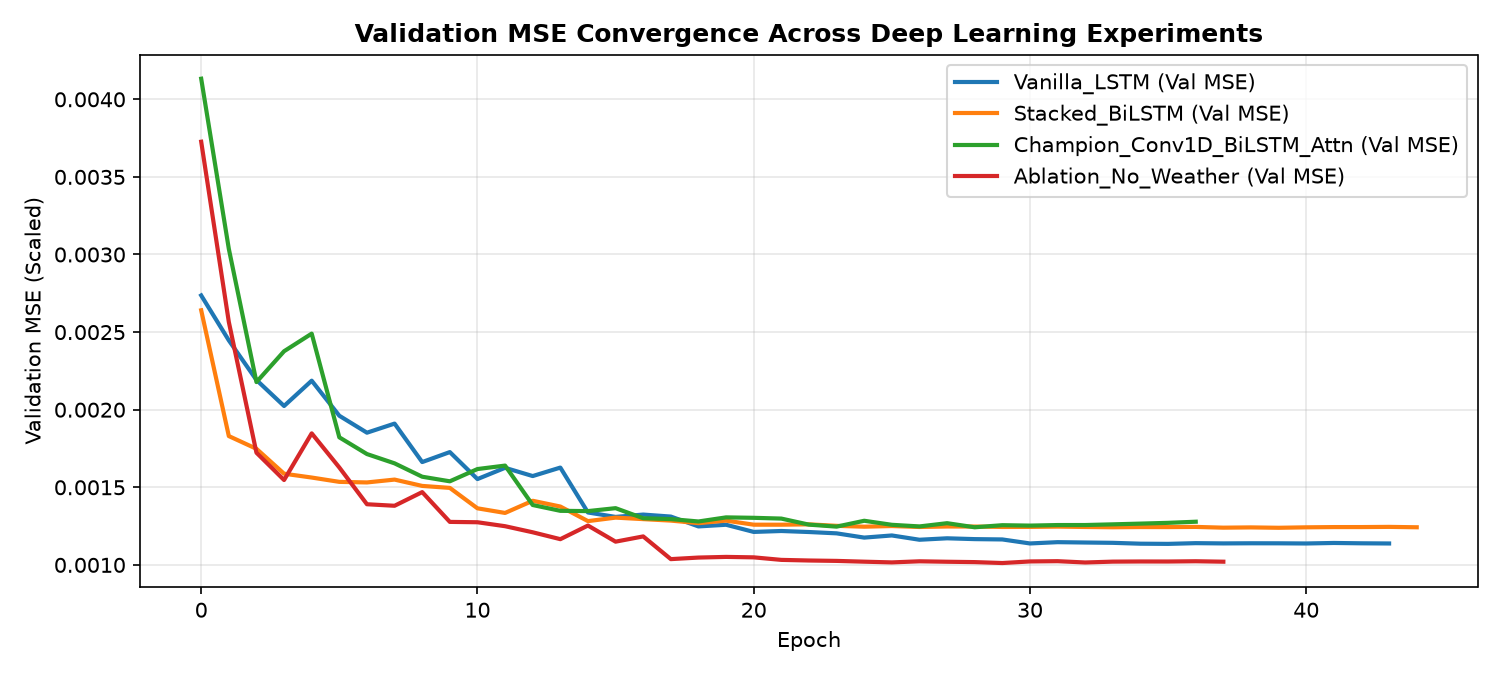 Validation MSE Convergence Across Deep Learning Experiments
Vanilla_LSTM (Val MSE)
Stacked_BiLSTM (Val MSE)
Champion_Conv1D_BiLSTM_Attn (Val MSE)
Ablation_No_Weather (Val MSE)
Validation MSE (Scaled)
0.0040
0.0035
0.0030
0.0025
0.0020
0.0015
0.0010
0 10 20 30 40
Epoch